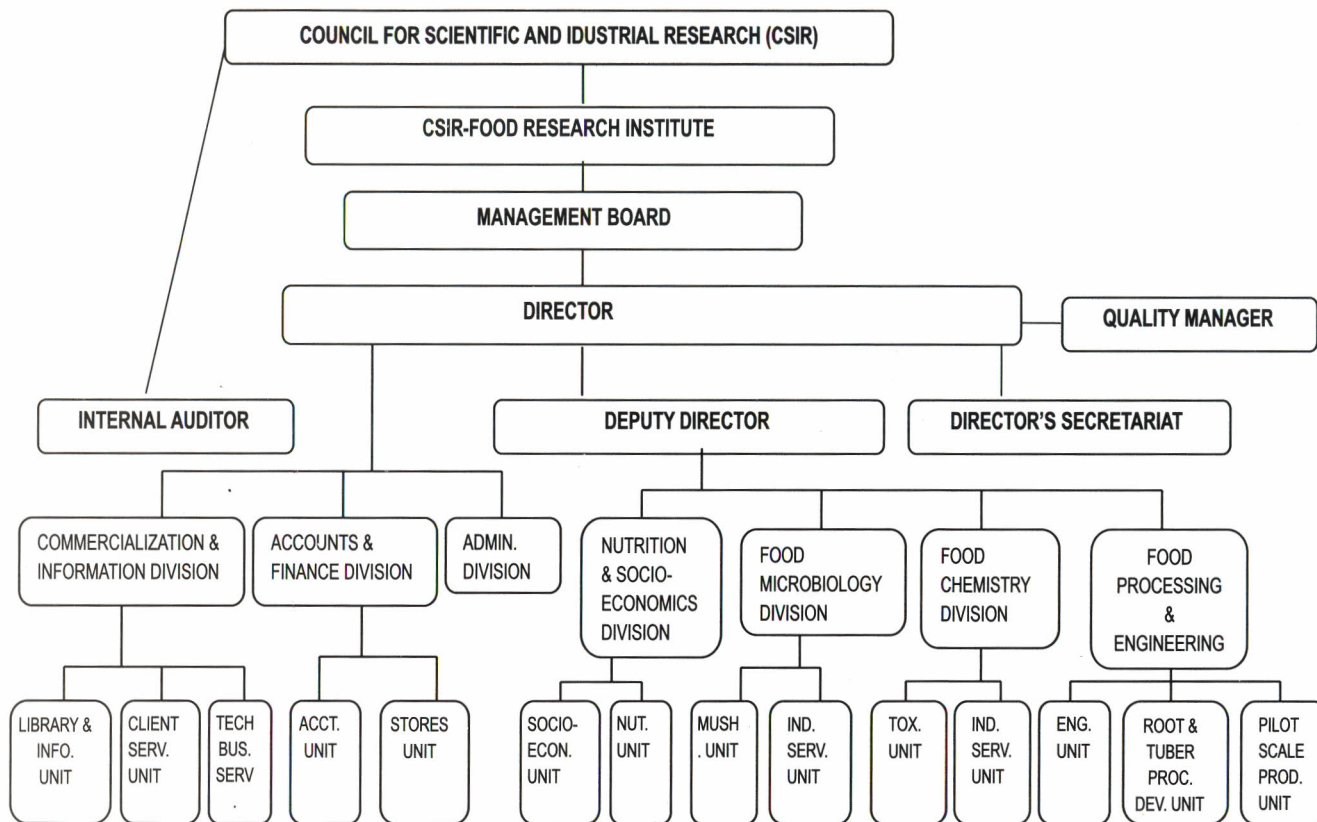 COUNCIL FOR SCIENTIFIC AND IDUSTRIAL RESEARCH (CSIR)
CSIR-FOOD RESEARCH INSTITUTE
MANAGEMENT BOARD
DIRECTOR
QUALITY MANAGER
INTERNAL AUDITOR
DEPUTY DIRECTOR
DIRECTOR'S SECRETARIAT
COMMERCIALIZATION &
INFORMATION DIVISION
ACCOUNTS &
FINANCE DIVISION
ADMIN.
DIVISION
NUTRITION
& SOCIO-
ECONOMICS
DIVISION
FOOD
MICROBIOLOGY
DIVISION
FOOD
CHEMISTRY
DIVISION
FOOD
PROCESSING
&
ENGINEERING
LIBRARY &
INFO.
UNIT
CLIENT
SERV.
UNIT
TECH
BUS.
SERV
.
ACCT.
UNIT
STORES
UNIT
SOCIO-
ECON.
UNIT
NUT.
UNIT
MUSH
. UNIT
IND.
SERV.
UNIT
TOX.
UNIT
IND.
SERV.
UNIT
ENG.
UNIT
ROOT &
TUBER
PROC.
DEV. UNIT
PILOT
SCALE
PROD.
UNIT